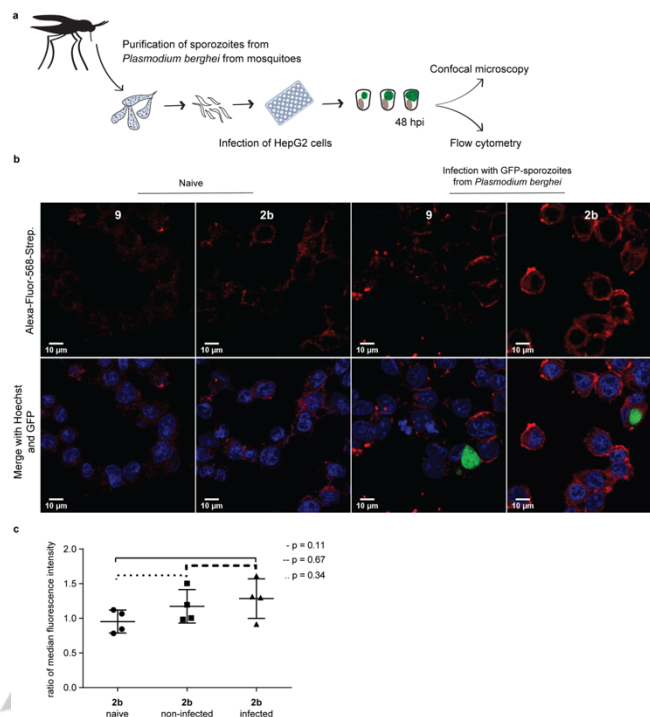 a
Purification of sporozoites from
Plasmodium berghei from mosquitoes
Confocal microscopy
48 hpi
Infection of HepG2 cells
Flow cytometry
b
Naive
Infection with GFP-sporozoites
from Plasmodium berghei
Alexa-Fluor-568-Strep.
9
2b
9
2b
10 µm
10 µm
10 µm
10 µm
Merge with Hoechst
and GFP
10 µm
10 µm
10 µm
10 µm
c
ratio of median fluorescence intensity
2.0
1.5
1.0
0.5
0.0
- p = 0.11
-- p = 0.67
.. p = 0.34
2b
naive
2b
non-infected
2b
infected